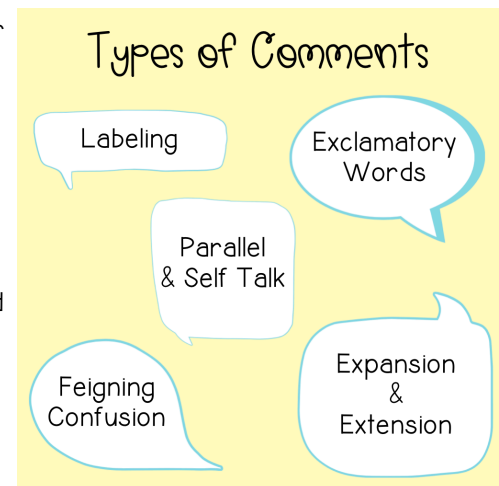 Types of Comments
Labeling
Exclamatory
Words
Parallel
& Self Talk
Feigning
Confusion
Expansion
&
Extension